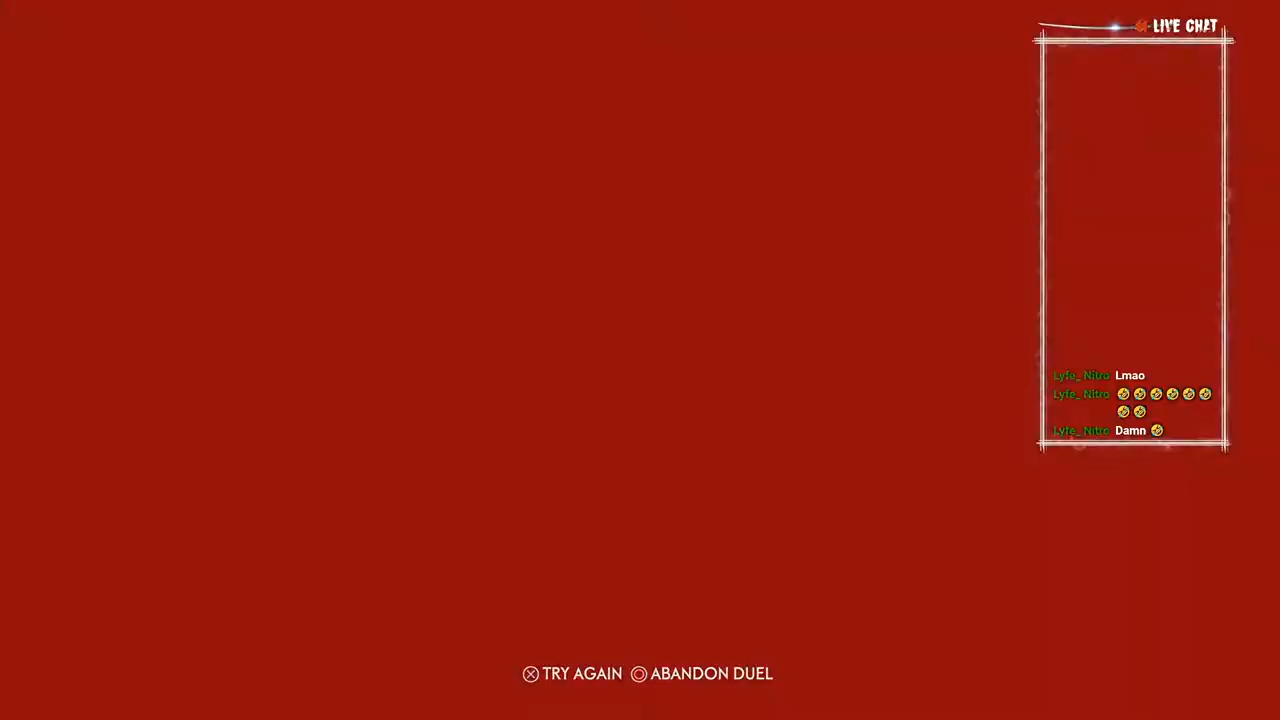 LIVE CHAT
Lyfe_Nitro Lmao
Lyfe_Nitro 🤣🤣🤣🤣🤣🤣
🤣🤣
Lyfe_Nitro Damn 🤣
TRY AGAIN ABANDON DUEL